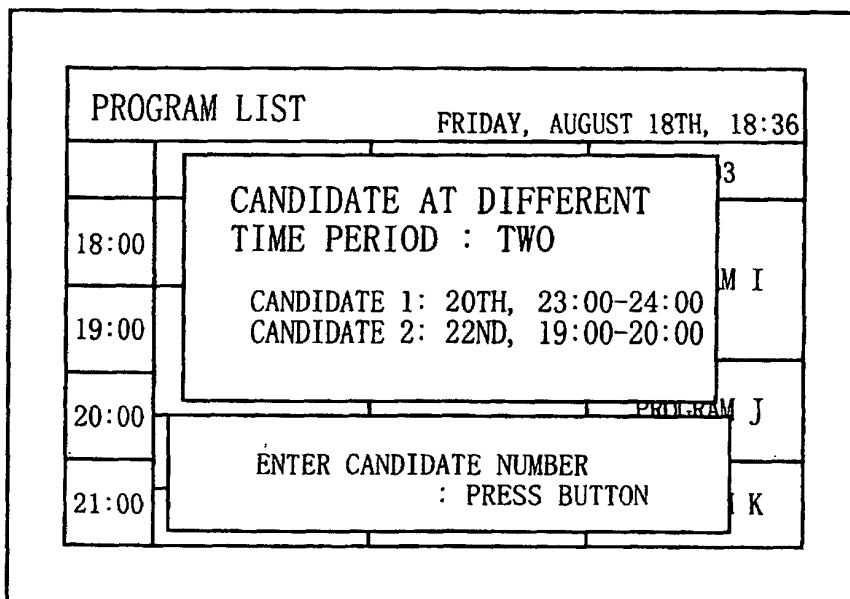 PROGRAM LIST
FRIDAY, AUGUST 18TH, 18:36
3
CANDIDATE AT DIFFERENT
TIME PERIOD : TWO
18:00
M I
CANDIDATE 1: 20TH, 23:00-24:00
19:00
CANDIDATE 2: 22ND, 19:00-20:00
20:00
PROGRAM J
ENTER CANDIDATE NUMBER
: PRESS BUTTON
21:00
K